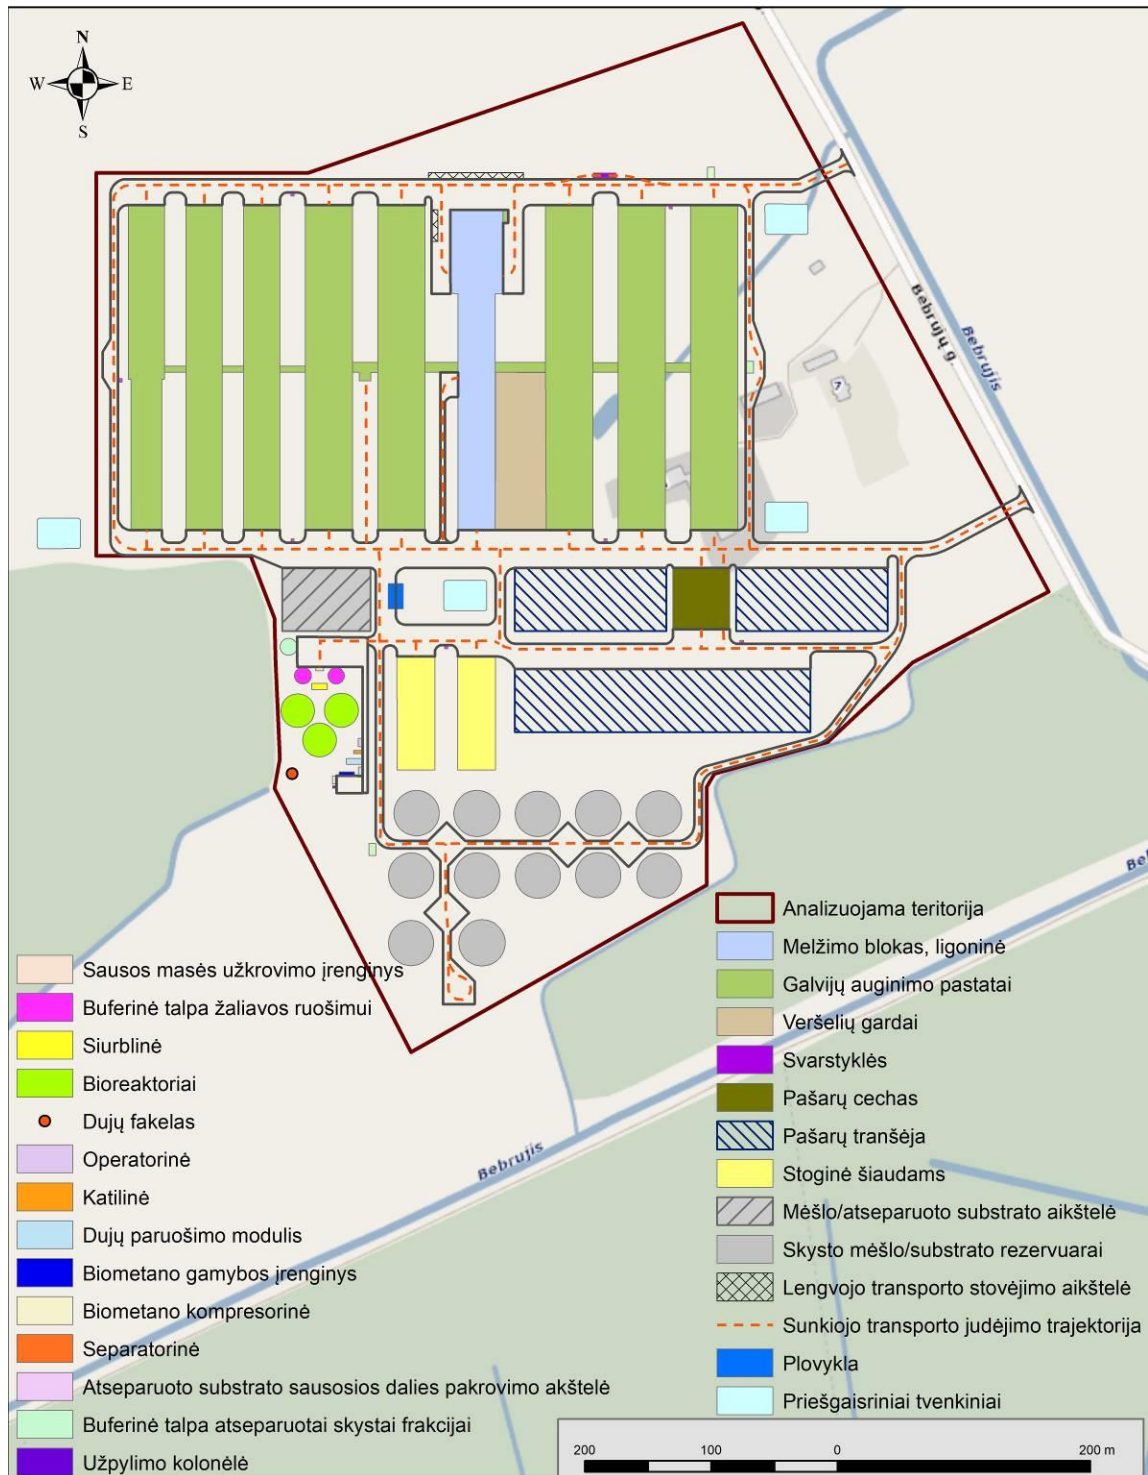 N
W E
S
Bebrujų g.
Bebrujis
Bebrujis
Analizuojama teritorija
Melžimo blokas, ligoninė
Galvijų auginimo pastatai
Veršelių gardai
Svarstyklės
Pašarų cechas
Pašarų tranšėja
Stoginė šiaudams
Mėšlo/atseparuoto substrato aikštelė
Skysto mėšlo/substrato rezervuarai
Lengvojo transporto stovėjimo aikštelė
Sunkiojo transporto judėjimo trajektorija
Plovykla
Priešgaisriniai tvenkiniai
Sausos masės užkrovimo įrenginys
Buferinė talpa žaliavos ruošimui
Siurblinė
Bioreaktoriai
Dujų fakelas
Operatorinė
Katilinė
Dujų paruošimo modulis
Biometano gamybos įrenginys
Biometano kompresorinė
Separatorinė
Atseparuoto substrato sausosios dalies pakrovimo akštelė
Buferinė talpa atseparuotai skystai frakcijai
Užpylimo kolonėlė
200 100 0 200 m